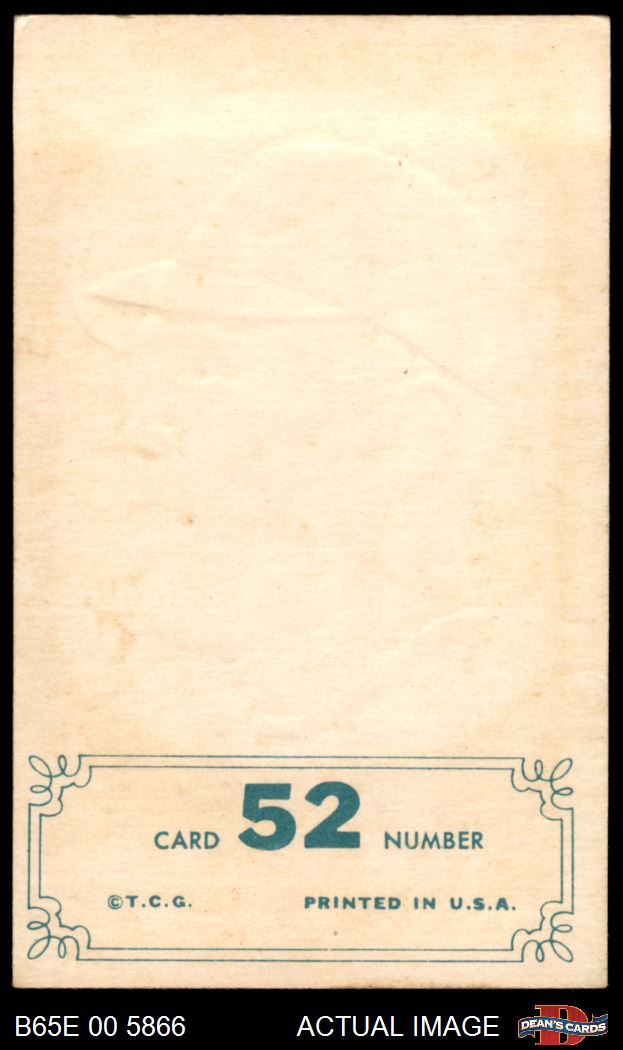 CARD 52 NUMBER
©T.C.G. PRINTED IN U.S.A.
B65E 00 5866 ACTUAL IMAGE DEAN'S CARDS